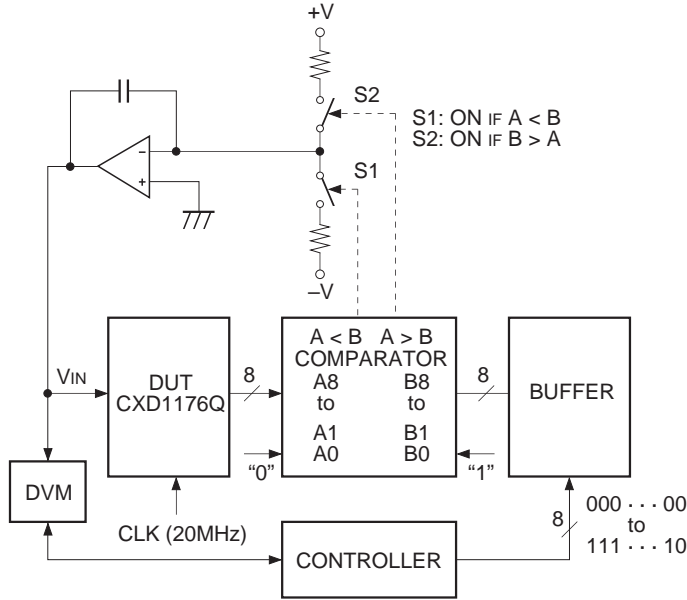 +V
S2
S1: ON IF A < B
S2: ON IF B > A
–
+
S1
–V
A < B A > B
COMPARATOR
A8 B8
to to
A1 B1
A0 B0
VIN
DUT
CXD1176Q
8
8
BUFFER
"0"
"1"
DVM
CLK (20MHz)
CONTROLLER
8
000 · · · 00
to
111 · · · 10